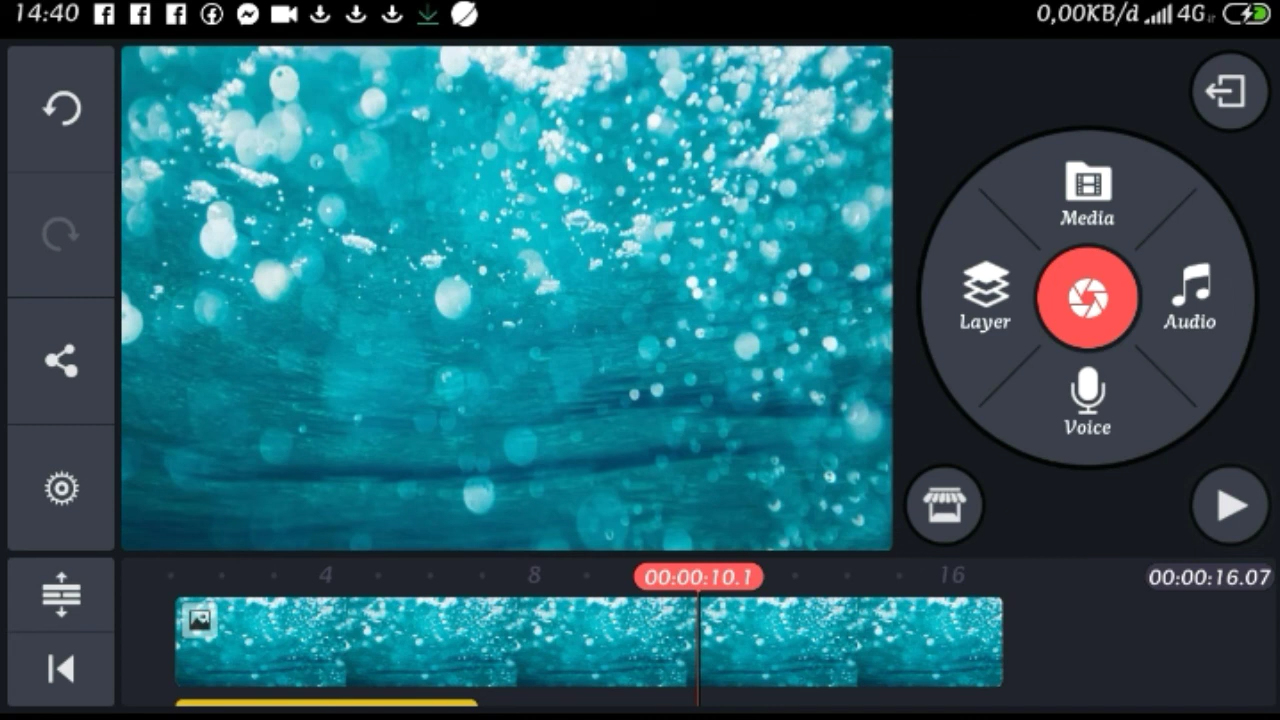 14:40
0,00KB/d 4G
Media
Layer
Audio
Voice
4
8
00:00:10.1
16
00:00:16.07